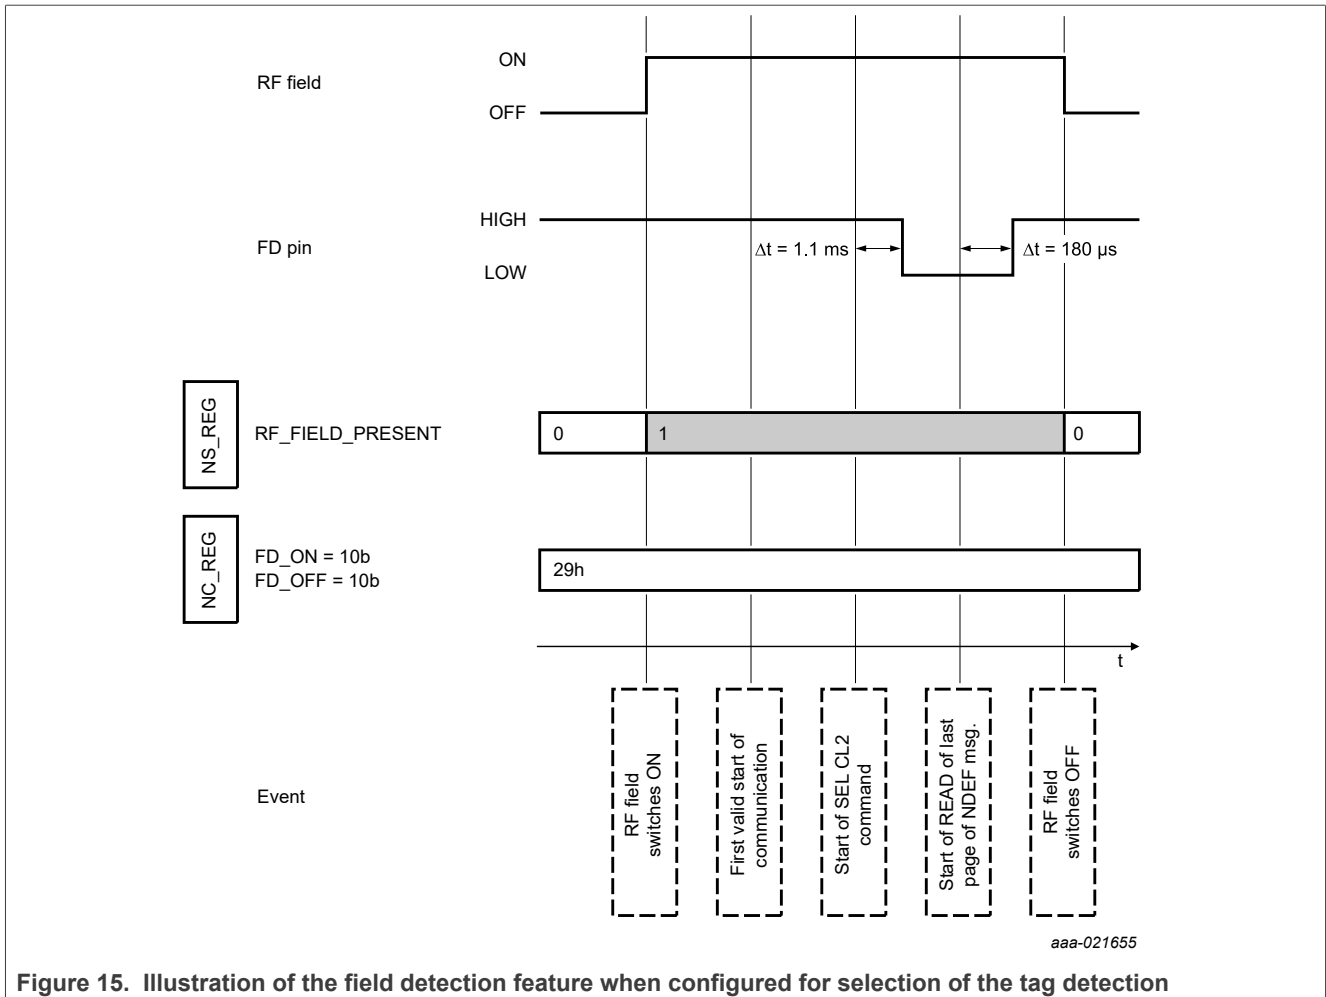 ON
RF field
OFF
HIGH
FD pin
Δt = 1.1 ms
Δt = 180 µs
LOW
NS_REG
RF_FIELD_PRESENT
0
1
0
NC_REG
FD_ON = 10b
FD_OFF = 10b
29h
t
Event
RF field
switches ON
First valid start of
communication
Start of SEL CL2
command
Start of READ of last
page of NDEF msg.
RF field
switches OFF
aaa-021655
Figure 15. Illustration of the field detection feature when configured for selection of the tag detection